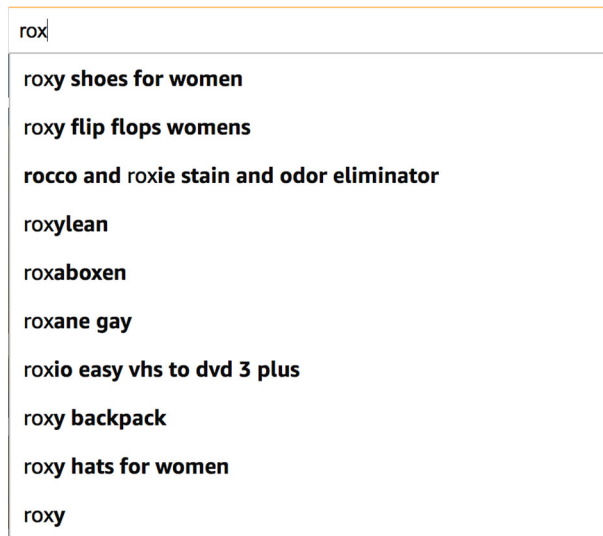 rox
roxy shoes for women
roxy flip flops womens
rocco and roxie stain and odor eliminator
roxylean
roxaboxen
roxane gay
roxio easy vhs to dvd 3 plus
roxy backpack
roxy hats for women
roxy